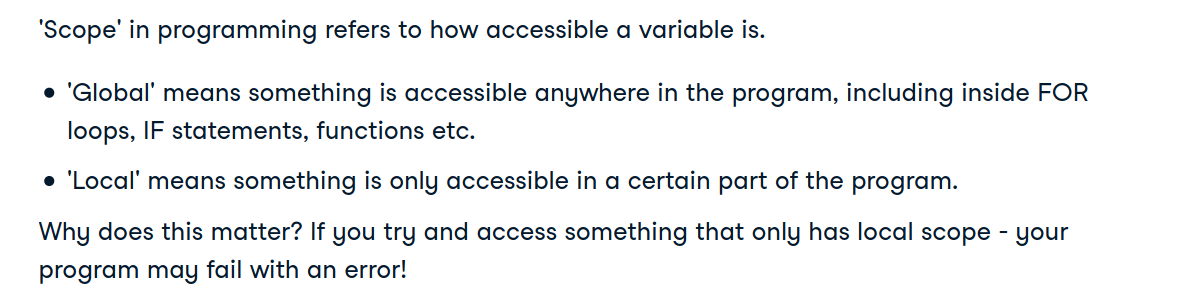 'Scope' in programming refers to how accessible a variable is.
• 'Global' means something is accessible anywhere in the program, including inside FOR
loops, IF statements, functions etc.
• 'Local' means something is only accessible in a certain part of the program.
Why does this matter? If you try and access something that only has local scope - your
program may fail with an error!